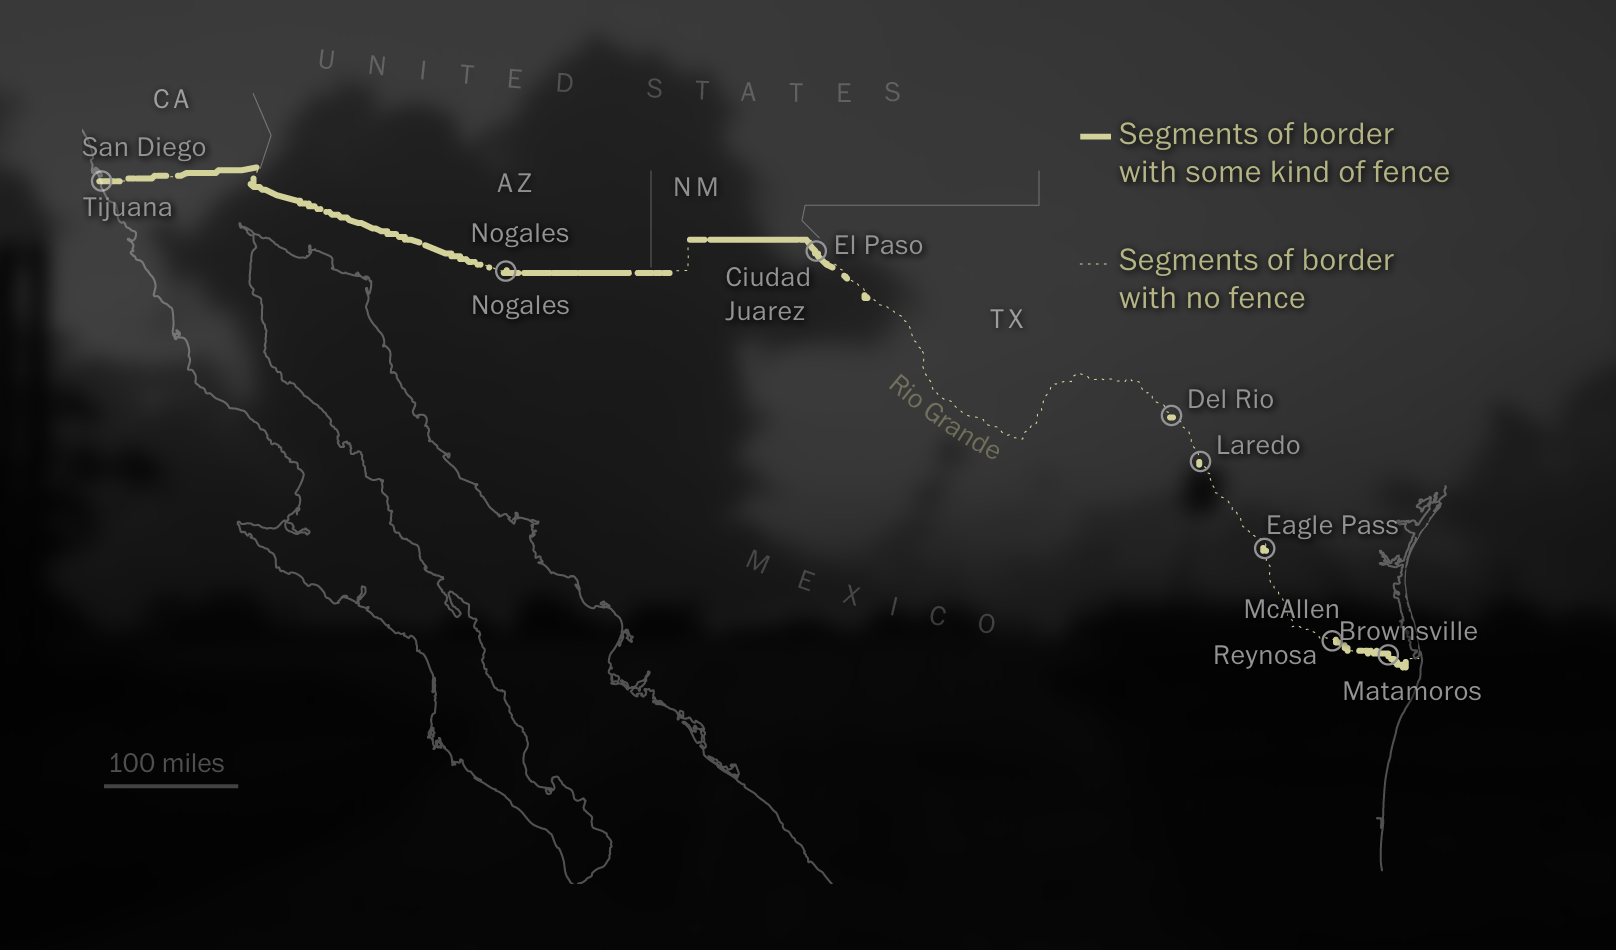 UNITED STATES
CA
San Diego
Tijuana
AZ
NM
Nogales
Nogales
El Paso
Ciudad
Juarez
TX
Segments of border
with some kind of fence
Segments of border
with no fence
Rio Grande
Del Rio
Laredo
Eagle Pass
MEXICO
McAllen
Brownsville
Reynosa
Matamoros
100 miles